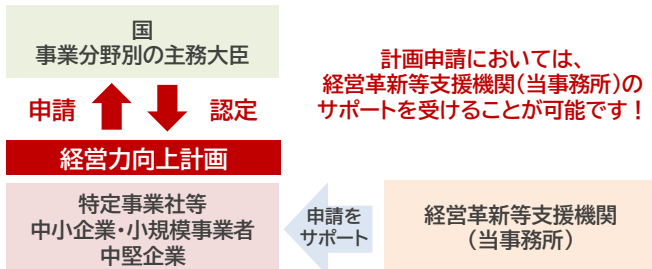 国
事業分野別の主務大臣
申請
認定
計画申請においては、
経営革新等支援機関（当事務所）の
サポートを受けることが可能です！
経営力向上計画
特定事業社等
中小企業・小規模事業者
中堅企業
申請を
サポート
経営革新等支援機関
（当事務所）